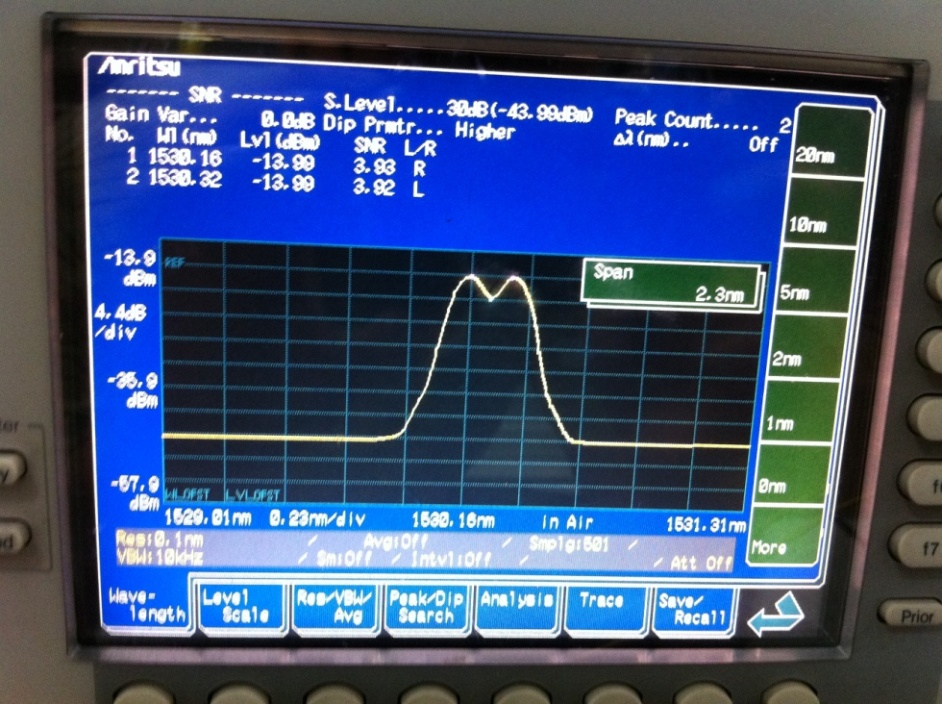 Anritsu
------- SNR -------
S.Level.....30dB(-43.99dBm)
Peak Count..... 2
Gain Var... 0.0dB
Dip Prmtr... Higher
Δλ(nm).. Off
No. Wl(nm) Lvl(dBm) SNR L/R
1 1530.16 -13.99 3.93 R
2 1530.32 -13.99 3.92 L
20nm
10nm
5nm
2nm
1nm
0nm
More
-13.9
dBm
REF
Span
2.3nm
4.4dB
/div
-35.9
dBm
-57.9
dBm
WLOFST LVLOFST
1529.01nm 0.23nm/div 1530.16nm in Air 1531.31nm
Res:0.1nm / Avg:Off / Smplg:501 /
VBW:10kHz / Sm:Off / Intvl:Off / Att Off
Wave-
length
Level
Scale
Res/VBW/
Avg
Peak/Dip
Search
Analysis
Trace
Save/
Recall
f7
Prior